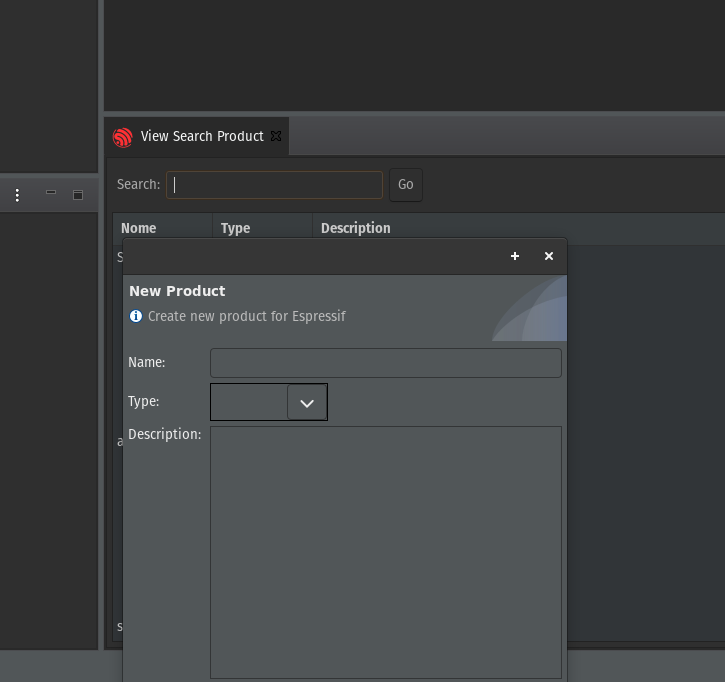 View Search Product
Search:
Go
Nome Type Description
S
New Product
Create new product for Espressif
Name:
Type:
Description:
a
s